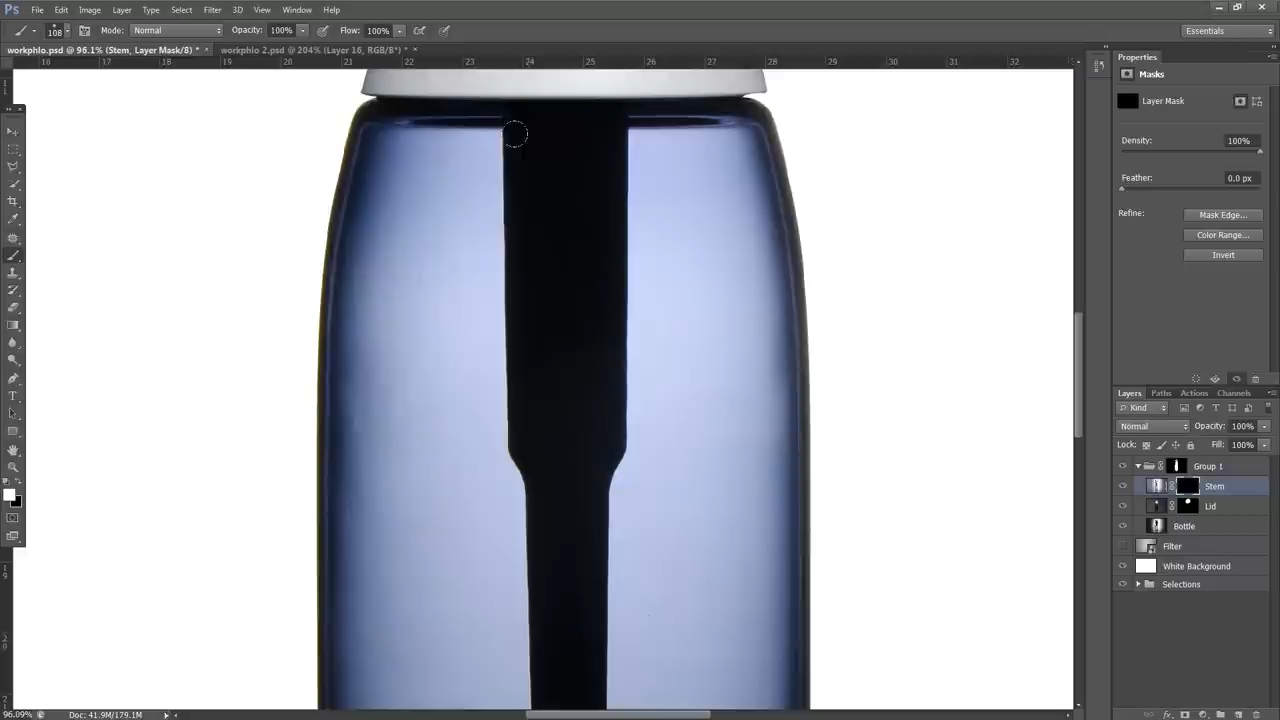 Ps File Edit Image Layer Type Select Filter 3D View Window Help
108 Mode: Normal Opacity: 100% Flow: 100% Essentials
workphlo.psd @ 96.1% (Stem, Layer Mask/8) * × workphlo 2.psd @ 204% (Layer 16, RGB/8*) * ×
16 17 18 19 20 21 22 23 24 25 26 27 28 29 30 31 32
Properties
Masks
Layer Mask
Density: 100%
Feather: 0.0 px
Refine: Mask Edge...
Color Range...
Invert
Layers Paths Actions Channels
Kind
Normal Opacity: 100%
Lock: Fill: 100%
Group 1
Stem
Lid
Bottle
Filter
White Background
Selections
96.09% Doc: 41.9M/179.1M